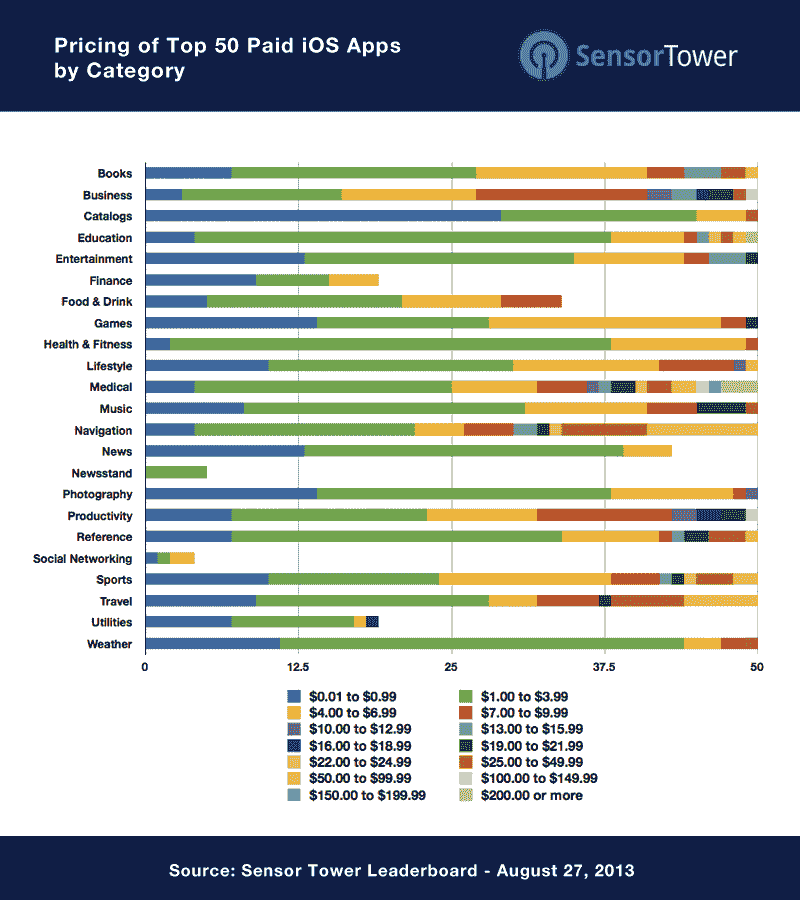 Pricing of Top 50 Paid iOS Apps
by Category
SensorTower
Books
Business
Catalogs
Education
Entertainment
Finance
Food & Drink
Games
Health & Fitness
Lifestyle
Medical
Music
Navigation
News
Newsstand
Photography
Productivity
Reference
Social Networking
Sports
Travel
Utilities
Weather
0 12.5 25 37.5 50
$0.01 to $0.99 $1.00 to $3.99
$4.00 to $6.99 $7.00 to $9.99
$10.00 to $12.99 $13.00 to $15.99
$16.00 to $18.99 $19.00 to $21.99
$22.00 to $24.99 $25.00 to $49.99
$50.00 to $99.99 $100.00 to $149.99
$150.00 to $199.99 $200.00 or more
Source: Sensor Tower Leaderboard - August 27, 2013